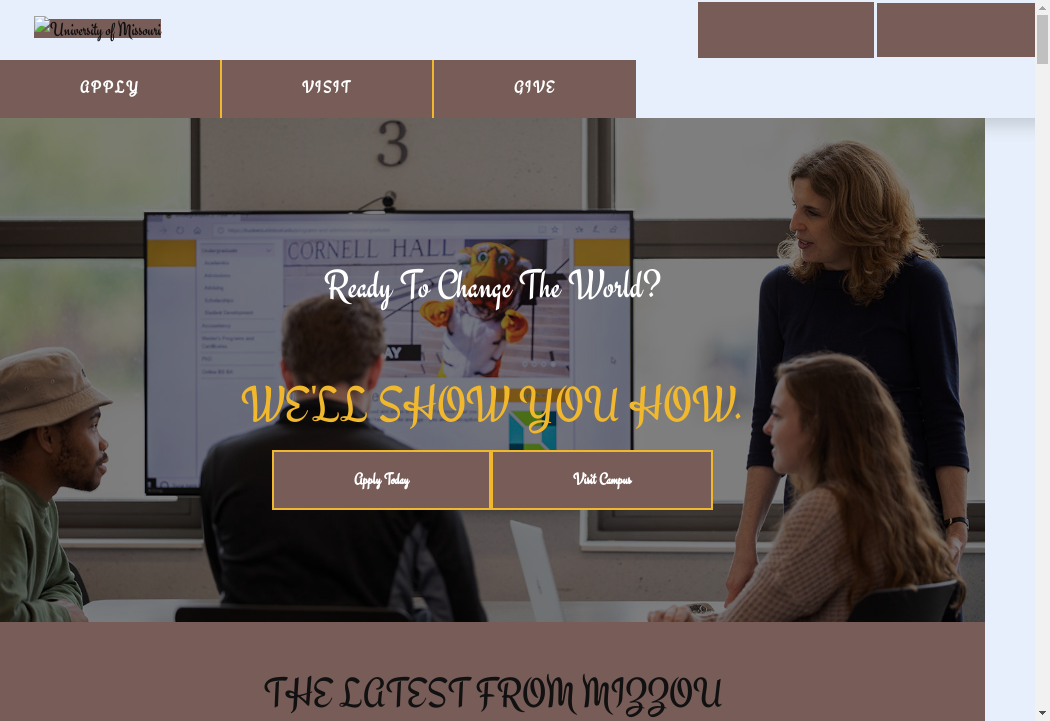 University of Missouri
APPLY
VISIT
GIVE
3
CORNELL HALL
Ready To Change The World?
WE'LL SHOW YOU HOW.
Apply Today
Visit Campus
THE LATEST FROM MIZZOU